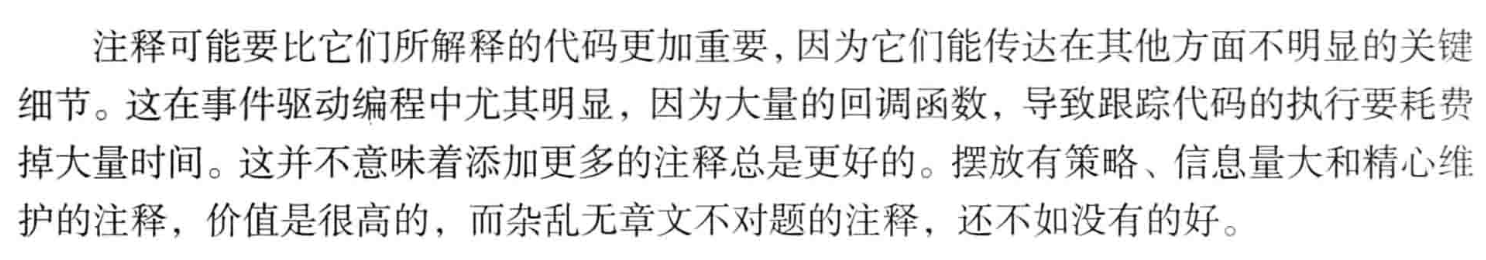 注释可能要比它们所解释的代码更加重要，因为它们能传达在其他方面不明显的关键
细节。这在事件驱动编程中尤其明显，因为大量的回调函数，导致跟踪代码的执行要耗费
掉大量时间。这并不意味着添加更多的注释总是更好的。摆放有策略、信息量大和精心维
护的注释，价值是很高的，而杂乱无章文不对题的注释，还不如没有的好。